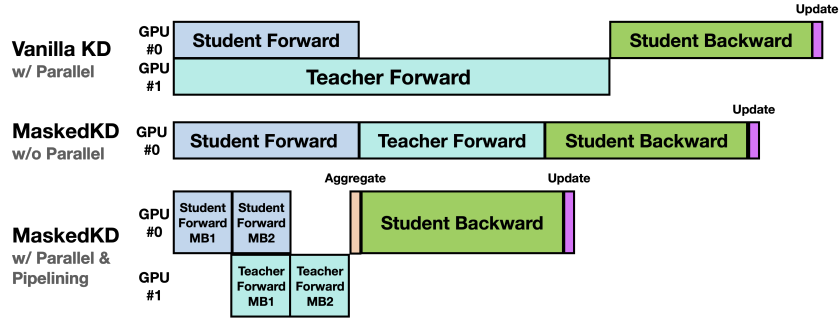 Update
Vanilla KD
w/ Parallel
GPU
#0
Student Forward
Student Backward
GPU
#1
Teacher Forward
Update
MaskedKD
w/o Parallel
GPU
#0
Student Forward
Teacher Forward
Student Backward
Aggregate
Update
MaskedKD
w/ Parallel &
Pipelining
GPU
#0
Student
Forward
MB1
Student
Forward
MB2
Student Backward
GPU
#1
Teacher
Forward
MB1
Teacher
Forward
MB2